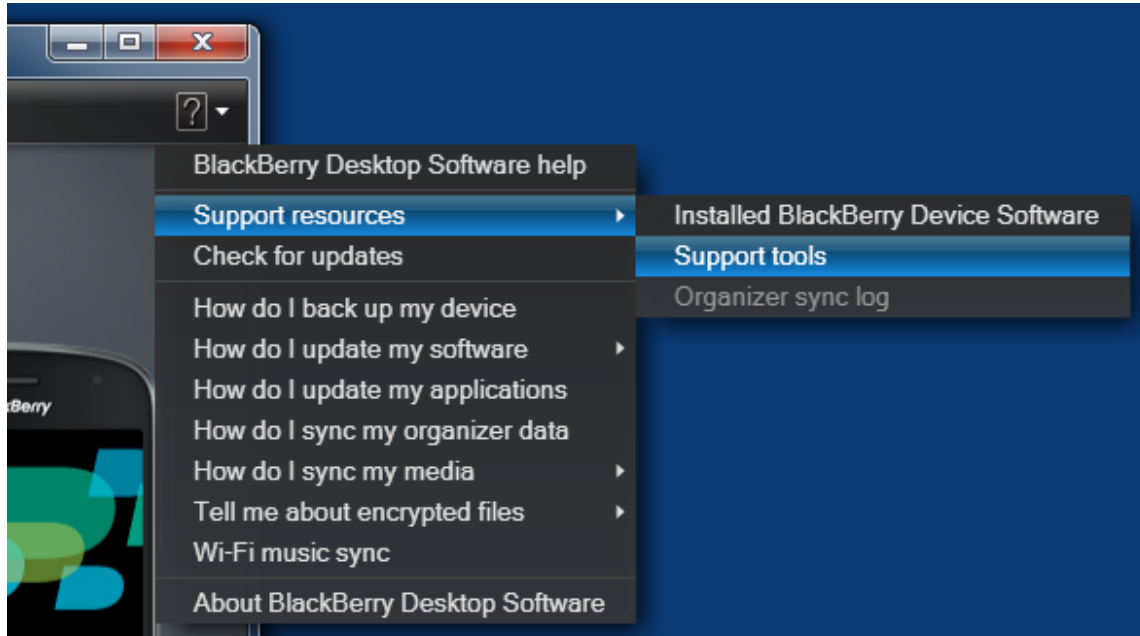 ?
BlackBerry Desktop Software help
Support resources
Check for updates
How do I back up my device
How do I update my software
How do I update my applications
How do I sync my organizer data
How do I sync my media
Tell me about encrypted files
Wi-Fi music sync
About BlackBerry Desktop Software
Installed BlackBerry Device Software
Support tools
Organizer sync log
kBerry